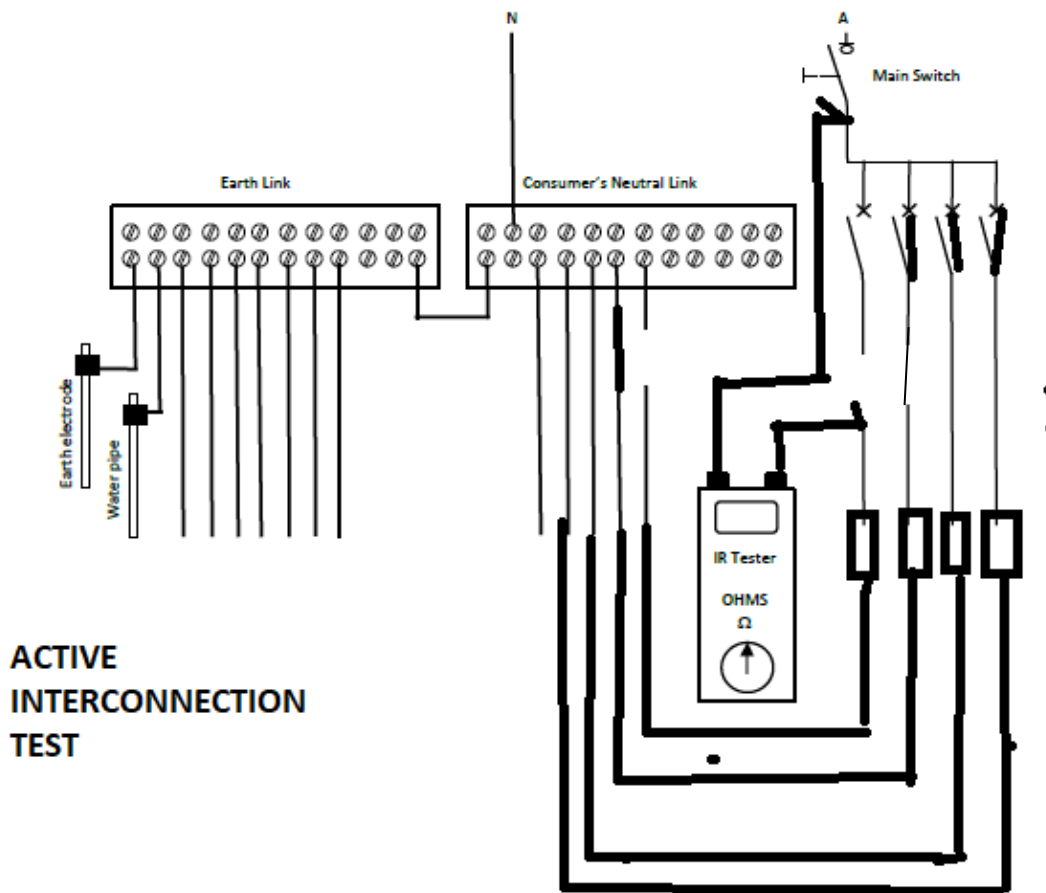 N
A
Main Switch
Earth Link
Consumer's Neutral Link
Earth electrode
Water pipe
IR Tester
OHMS
Ω
ACTIVE
INTERCONNECTION
TEST